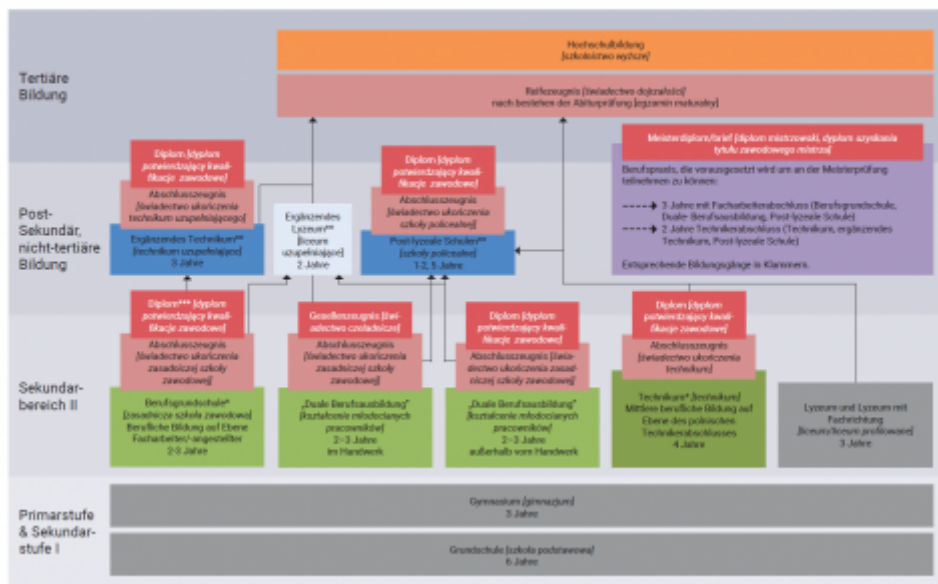 Tertiäre
Bildung
Hochschulbildung
[szkolnictwo wyższe]
Reifezeugnis [świadectwo dojrzałości]
nach bestehen der Abiturprüfung [egzamin maturalny]
Post-
Sekundär,
nicht-tertiäre
Bildung
Diplom [dyplom
potwierdzający kwali-
fikacje zawodowe]
Abschlusszeugnis
[świadectwo ukończenia
technikum uzupełniającego]
Ergänzendes Technikum**
[technikum uzupełniające]
3 Jahre
Ergänzendes
Lyzeum**
[liceum
uzupełniające]
2 Jahre
Diplom [dyplom
potwierdzający kwali-
fikacje zawodowe]
Abschlusszeugnis
[świadectwo ukończenia
szkoły policealnej]
Post-lyzeale Schulen**
[szkoły policealne]
1-2, 5 Jahre
Meisterdiplom/brief [diplom mistrzowski, dyplom uzyskania
tytułu zawodowego mistrza]
Berufspraxis, die vorausgesetzt wird um an der Meisterprüfung
teilnehmen zu können:
3 Jahre mit Facharbeiterabschluss (Berufsgrundschule,
Duale- Berufsausbildung, Post-lyzeale Schule)
2 Jahre Technikerabschluss (Technikum, ergänzendes
Technikum, Post-lyzeale Schule)
Entsprechende Bildungsgänge in Klammern.
Sekundar-
bereich II
Diplom*** [dyplom
potwierdzający kwali-
fikacje zawodowe]
Abschlusszeugnis
[świadectwo ukończenia
zasadniczej szkoły
zawodowej]
Berufsgrundschule*
[zasadnicza szkoła zawodowa]
Berufliche Bildung auf Ebene
Facharbeiter/-angestellter
2-3 Jahre
Gesellenzeugnis [świ-
adectwo czeladnicze]
Abschlusszeugnis
[świadectwo ukończenia
zasadniczej szkoły
zawodowej]
„Duale Berufsausbildung"
[kształcenie młodocianych
pracowników]
2–3 Jahre
im Handwerk
Diplom [dyplom
potwierdzający kwali-
fikacje zawodowe]
Abschlusszeugnis [świa-
dectwo ukończenia zasad-
niczej szkoły zawodowej]
„Duale Berufsausbildung"
[kształcenie młodocianych
pracowników]
2–3 Jahre
außerhalb vom Handwerk
Diplom [dyplom
potwierdzający kwali-
fikacje zawodowe]
Abschlusszeugnis
[świadectwo ukończenia
technikum]
Technikum* [technikum]
Mittlere berufliche Bildung auf
Ebene des polnischen
Technikerabschlusses
4 Jahre
Lyzeum und Lyzeum mit
Fachrichtung
[liceum/liceum profilowane]
3 Jahre
Primarstufe
& Sekundar-
stufe I
Gymnasium [gimnazjum]
3 Jahre
Grundschule [szkoła podstawowa]
6 Jahre